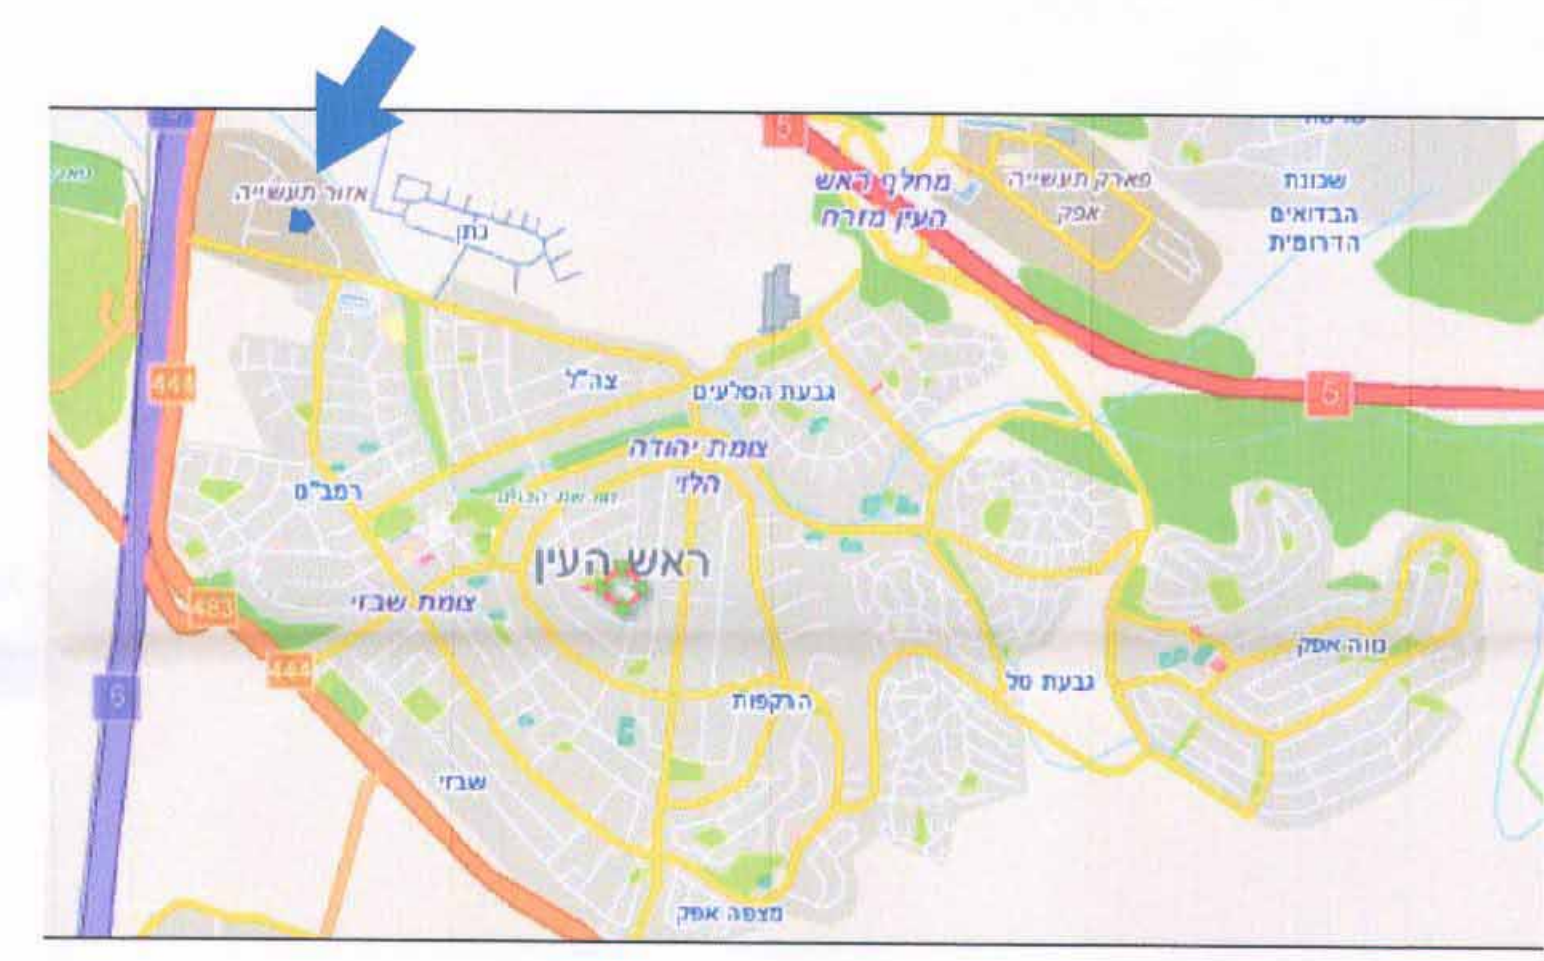 5
מחלף ראש
העין מזרח
פארק תעשייה
אפק
שכונת
הבדואים
הדרומית
אזור תעשייה
נתן
444
צה"ל
גבעת הסלעים
5
צומת יהודה
הלוי
רמב"ם
ראש העין
483
צומת שבזי
444
נווה אפק
גבעת טל
6
הרקפות
שבזי
מצפה אפק